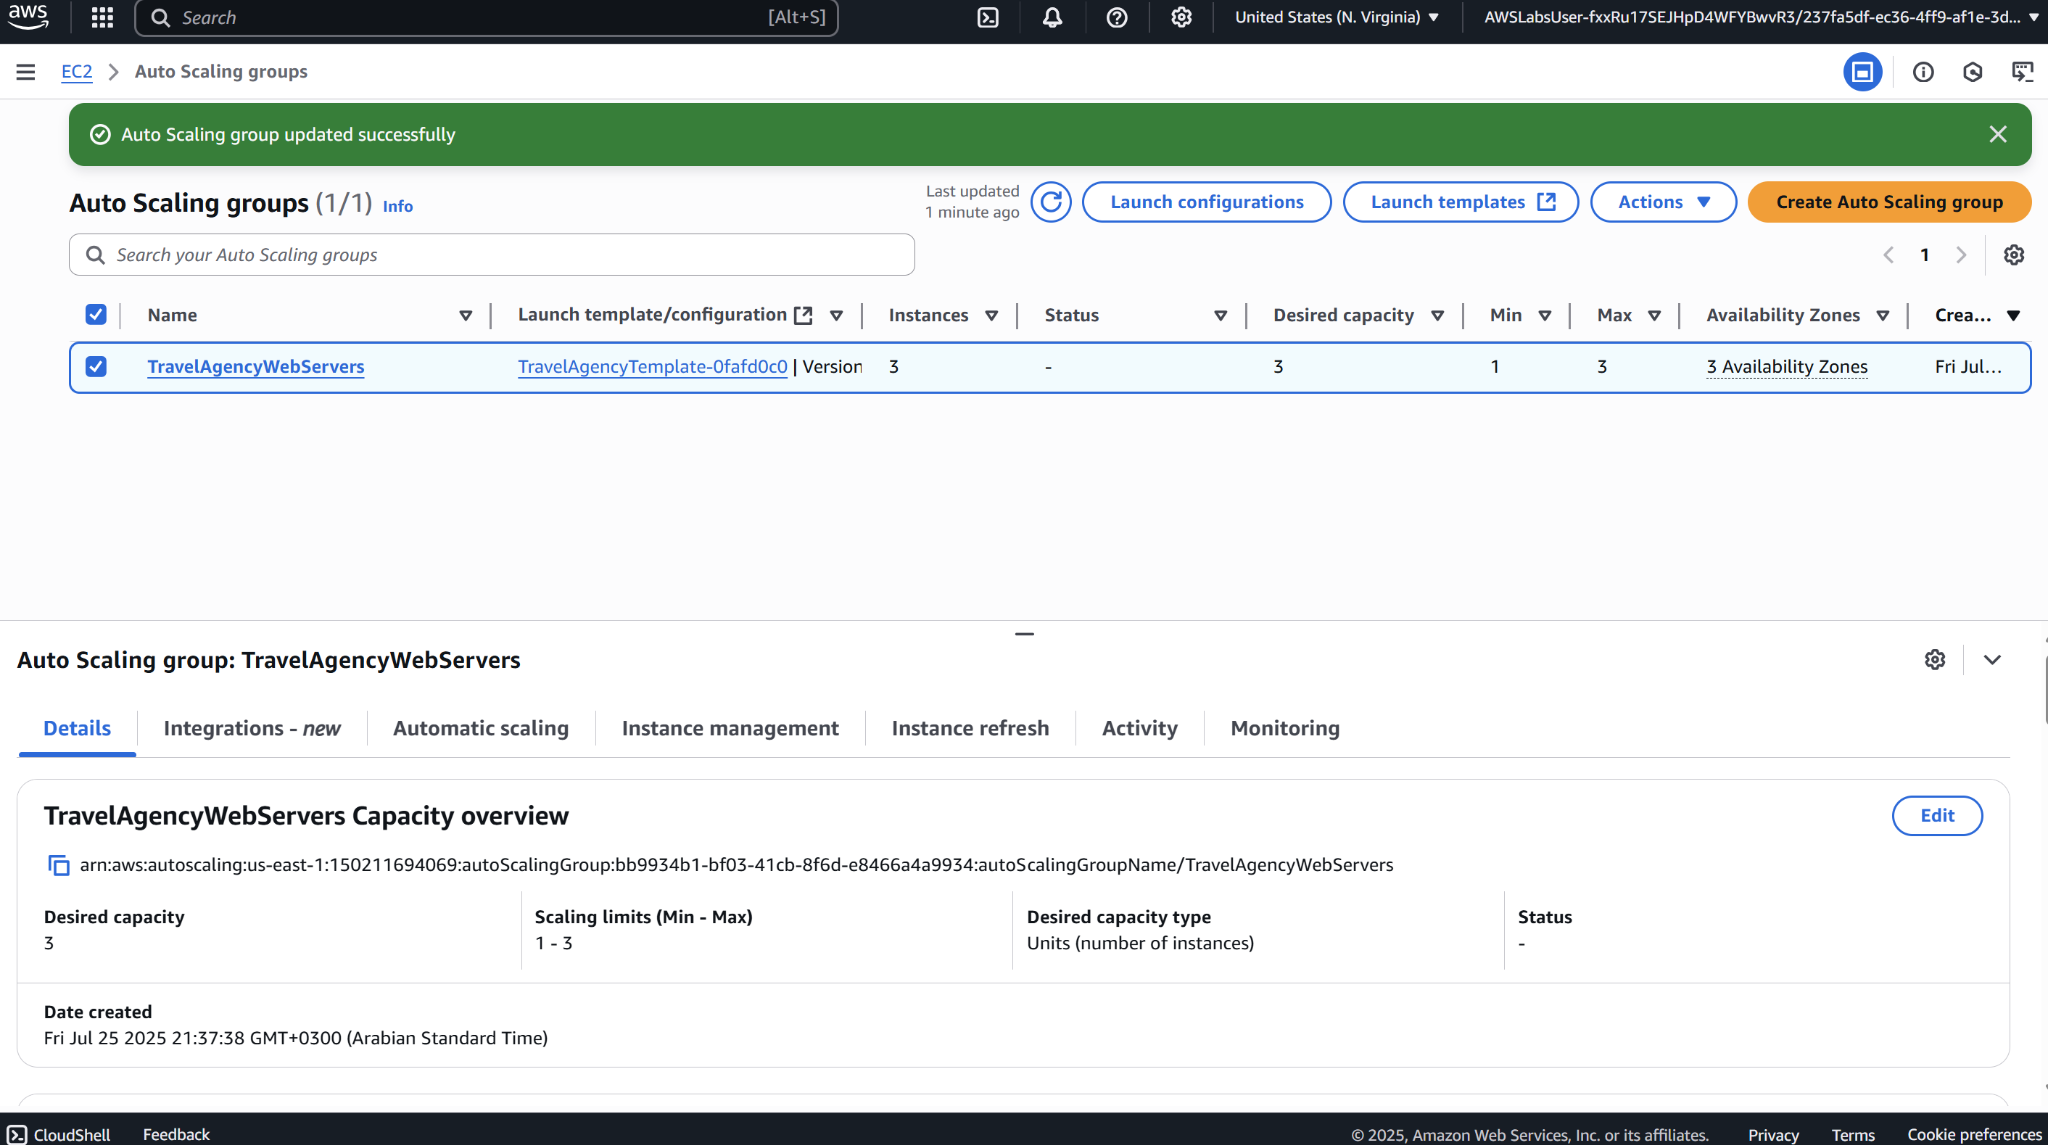 aws
Search [Alt+S] United States (N. Virginia) AWSLabsUser-fxxRu17SEJHpD4WFYBwvR3/237fa5df-ec36-4ff9-af1e-3d...
EC2 Auto Scaling groups
Auto Scaling group updated successfully
Auto Scaling groups (1/1) Info Last updated 1 minute ago Launch configurations Launch templates Actions Create Auto Scaling group
Search your Auto Scaling groups 1
Name Launch template/configuration Instances Status Desired capacity Min Max Availability Zones Crea...
TravelAgencyWebServers TravelAgencyTemplate-0fafd0c0 | Version 3 - 3 1 3 3 Availability Zones Fri Jul...
Auto Scaling group: TravelAgencyWebServers
Details Integrations - new Automatic scaling Instance management Instance refresh Activity Monitoring
TravelAgencyWebServers Capacity overview Edit
arn:aws:autoscaling:us-east-1:150211694069:autoScalingGroup:bb9934b1-bf03-41cb-8f6d-e8466a4a9934:autoScalingGroupName/TravelAgencyWebServers
Desired capacity Scaling limits (Min - Max) Desired capacity type Status
3 1 - 3 Units (number of instances) -
Date created
Fri Jul 25 2025 21:37:38 GMT+0300 (Arabian Standard Time)
CloudShell Feedback © 2025, Amazon Web Services, Inc. or its affiliates. Privacy Terms Cookie preferences